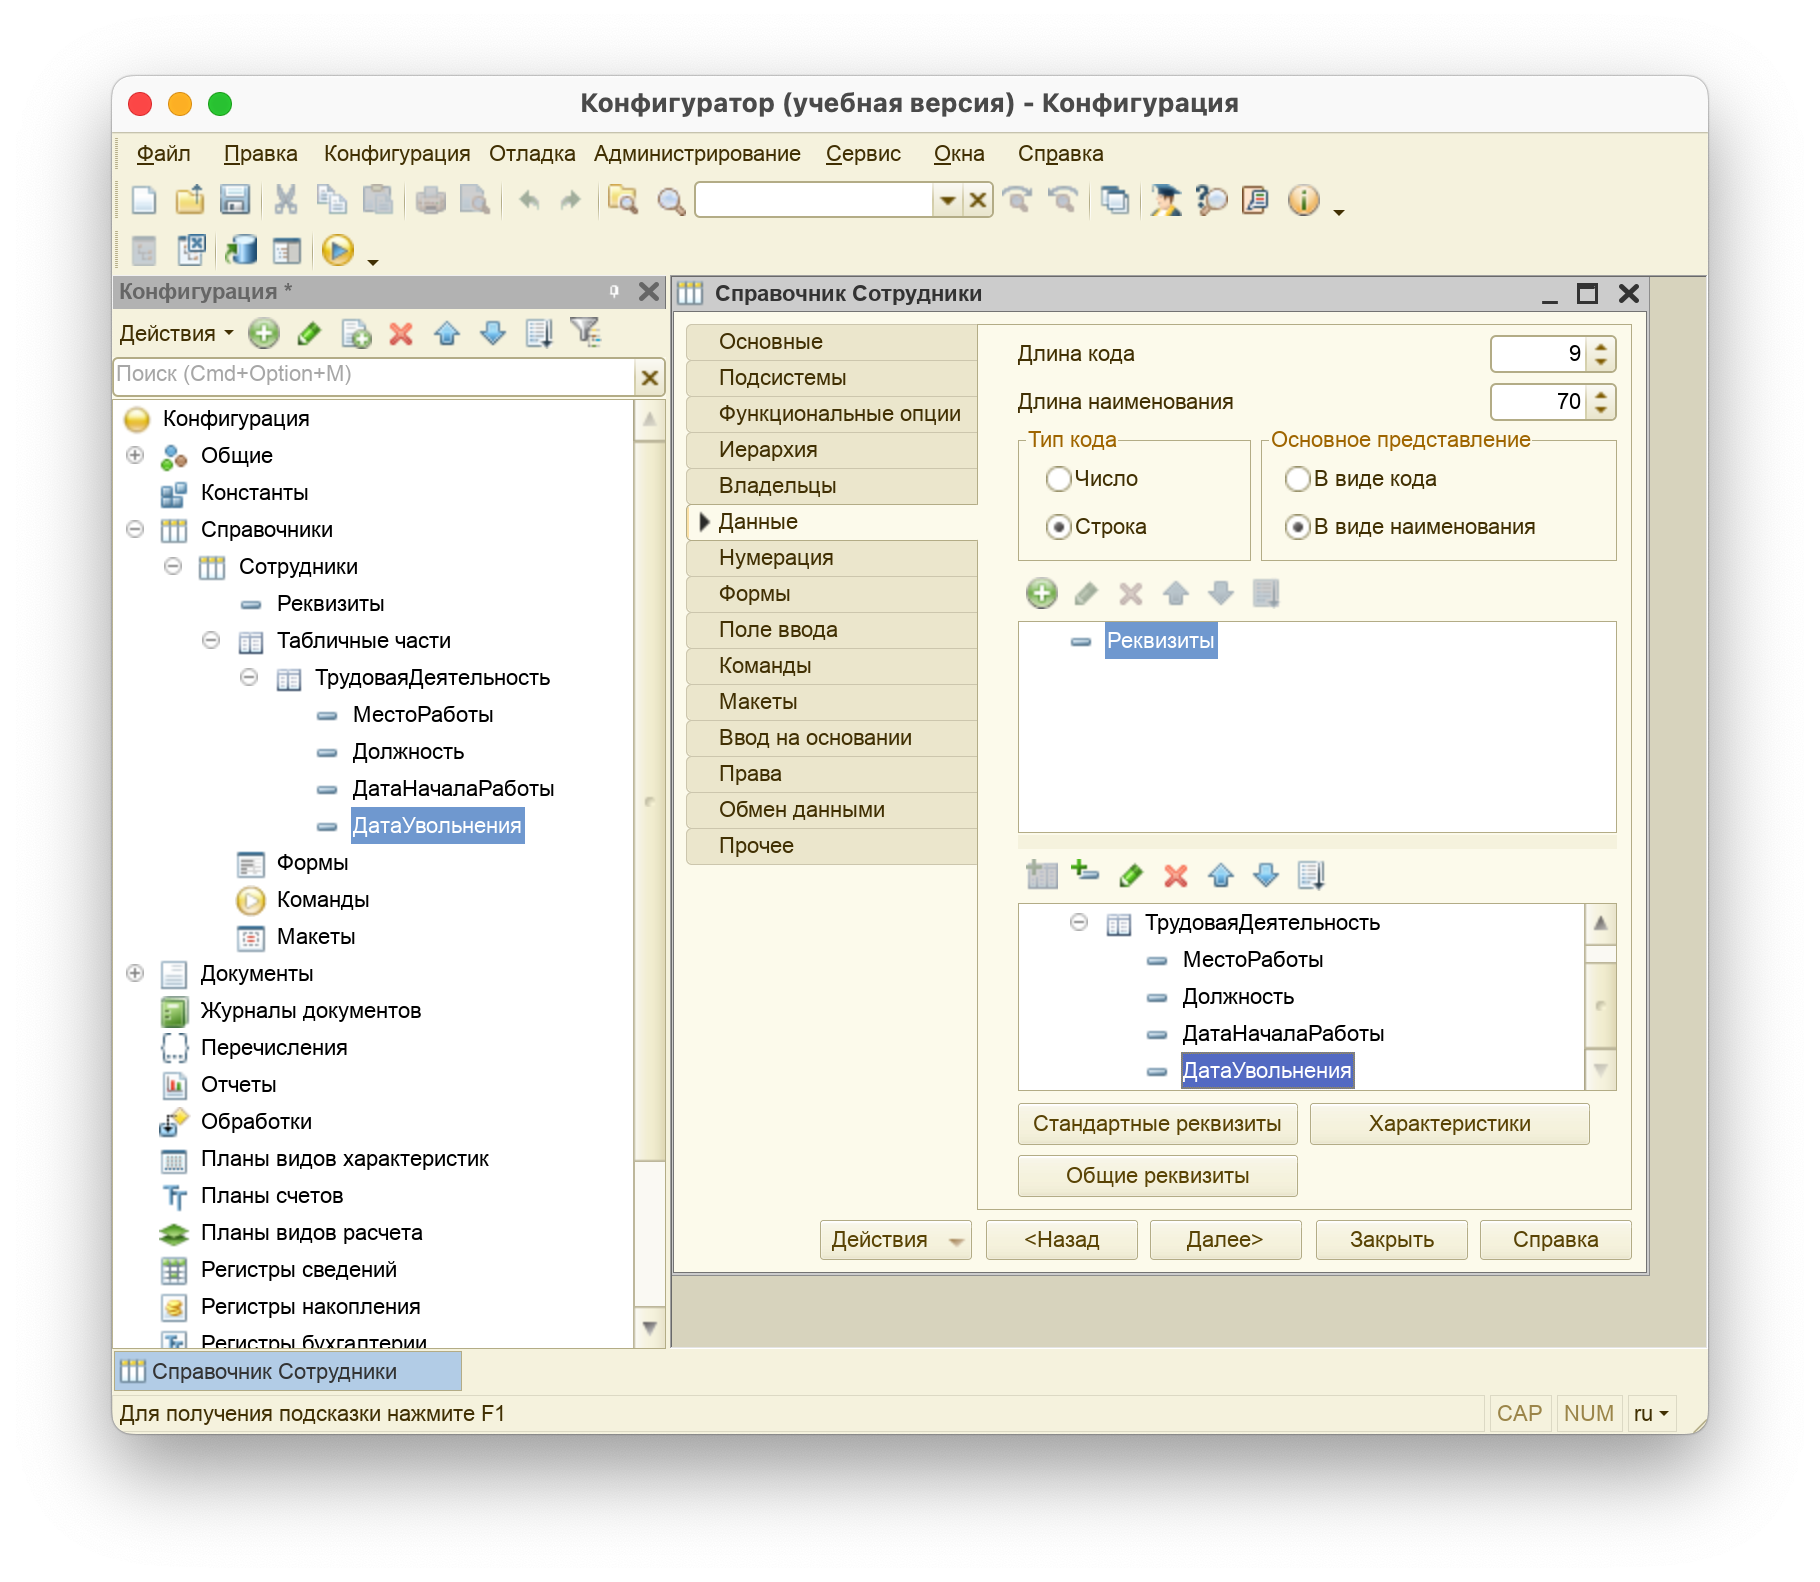 Конфигуратор (учебная версия) - Конфигурация
Файл Правка Конфигурация Отладка Администрирование Сервис Окна Справка
Конфигурация *
Действия
Поиск (Cmd+Option+M)
Конфигурация
Общие
Константы
Справочники
Сотрудники
Реквизиты
Табличные части
ТрудоваяДеятельность
МестоРаботы
Должность
ДатаНачалаРаботы
ДатаУвольнения
Формы
Команды
Макеты
Документы
Журналы документов
Перечисления
Отчеты
Обработки
Планы видов характеристик
Планы счетов
Планы видов расчета
Регистры сведений
Регистры накопления
Регистры бухгалтерии
Справочник Сотрудники
Основные
Подсистемы
Функциональные опции
Иерархия
Владельцы
Данные
Нумерация
Формы
Поле ввода
Команды
Макеты
Ввод на основании
Права
Обмен данными
Прочее
Длина кода 9
Длина наименования 70
Тип кода
Число
Строка
Основное представление
В виде кода
В виде наименования
Реквизиты
ТрудоваяДеятельность
МестоРаботы
Должность
ДатаНачалаРаботы
ДатаУвольнения
Стандартные реквизиты Характеристики
Общие реквизиты
Действия <Назад Далее> Закрыть Справка
Справочник Сотрудники
Для получения подсказки нажмите F1 CAP NUM ru